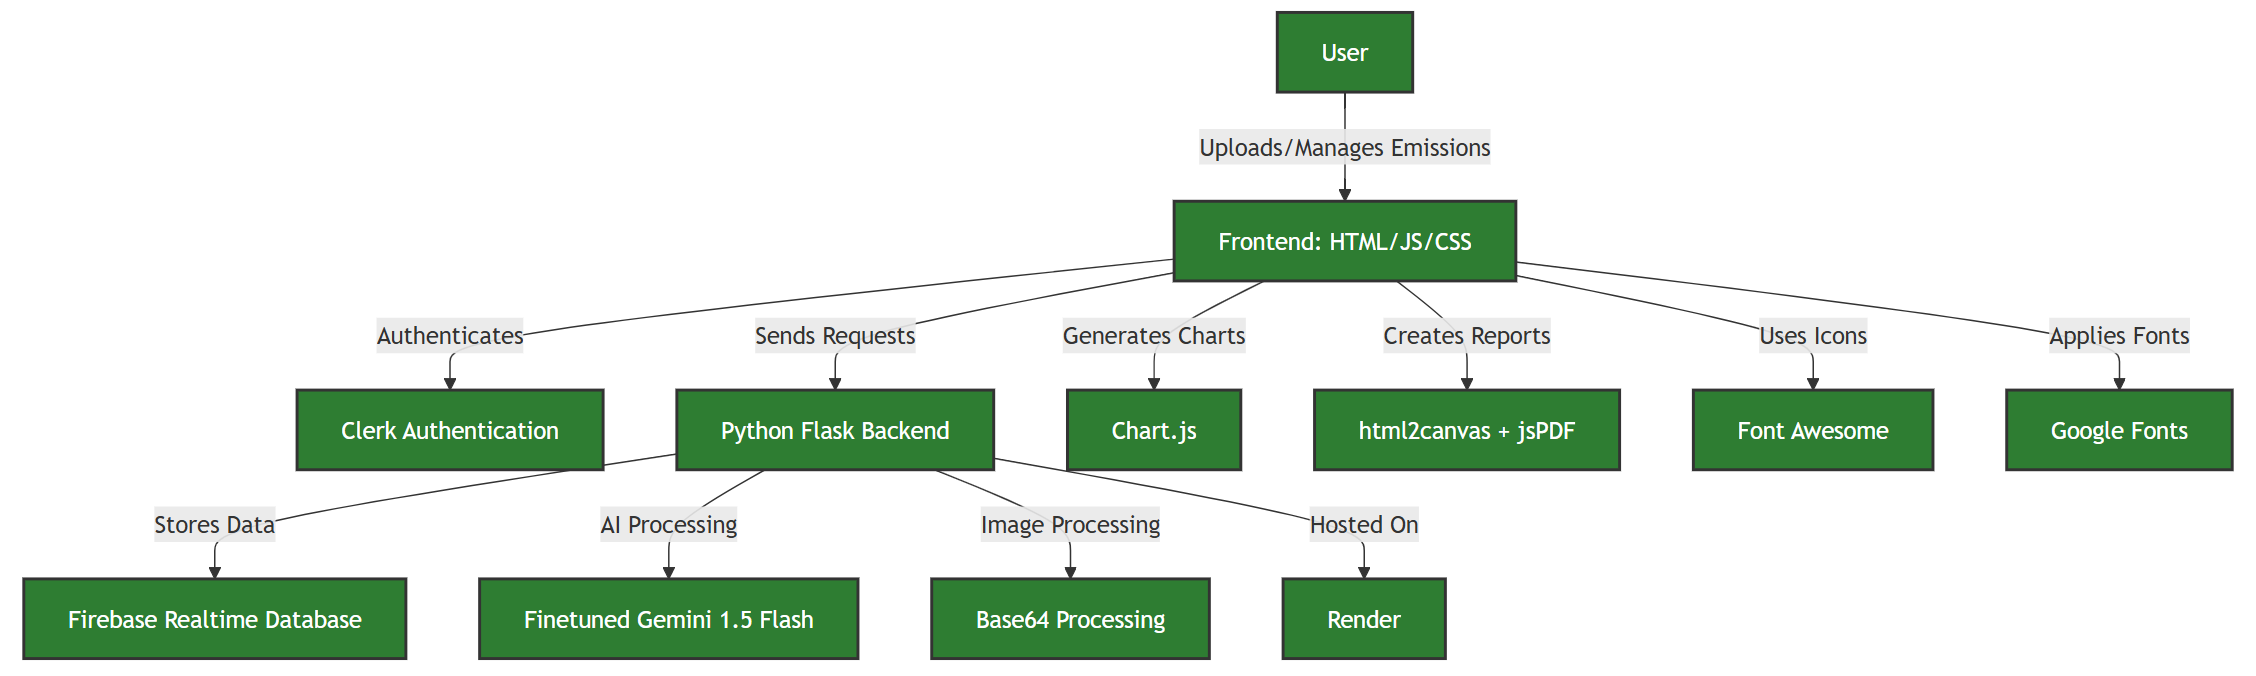 User
Uploads/Manages Emissions
Frontend: HTML/JS/CSS
Authenticates
Sends Requests
Generates Charts
Creates Reports
Uses Icons
Applies Fonts
Clerk Authentication
Python Flask Backend
Chart.js
html2canvas + jsPDF
Font Awesome
Google Fonts
Stores Data
AI Processing
Image Processing
Hosted On
Firebase Realtime Database
Finetuned Gemini 1.5 Flash
Base64 Processing
Render